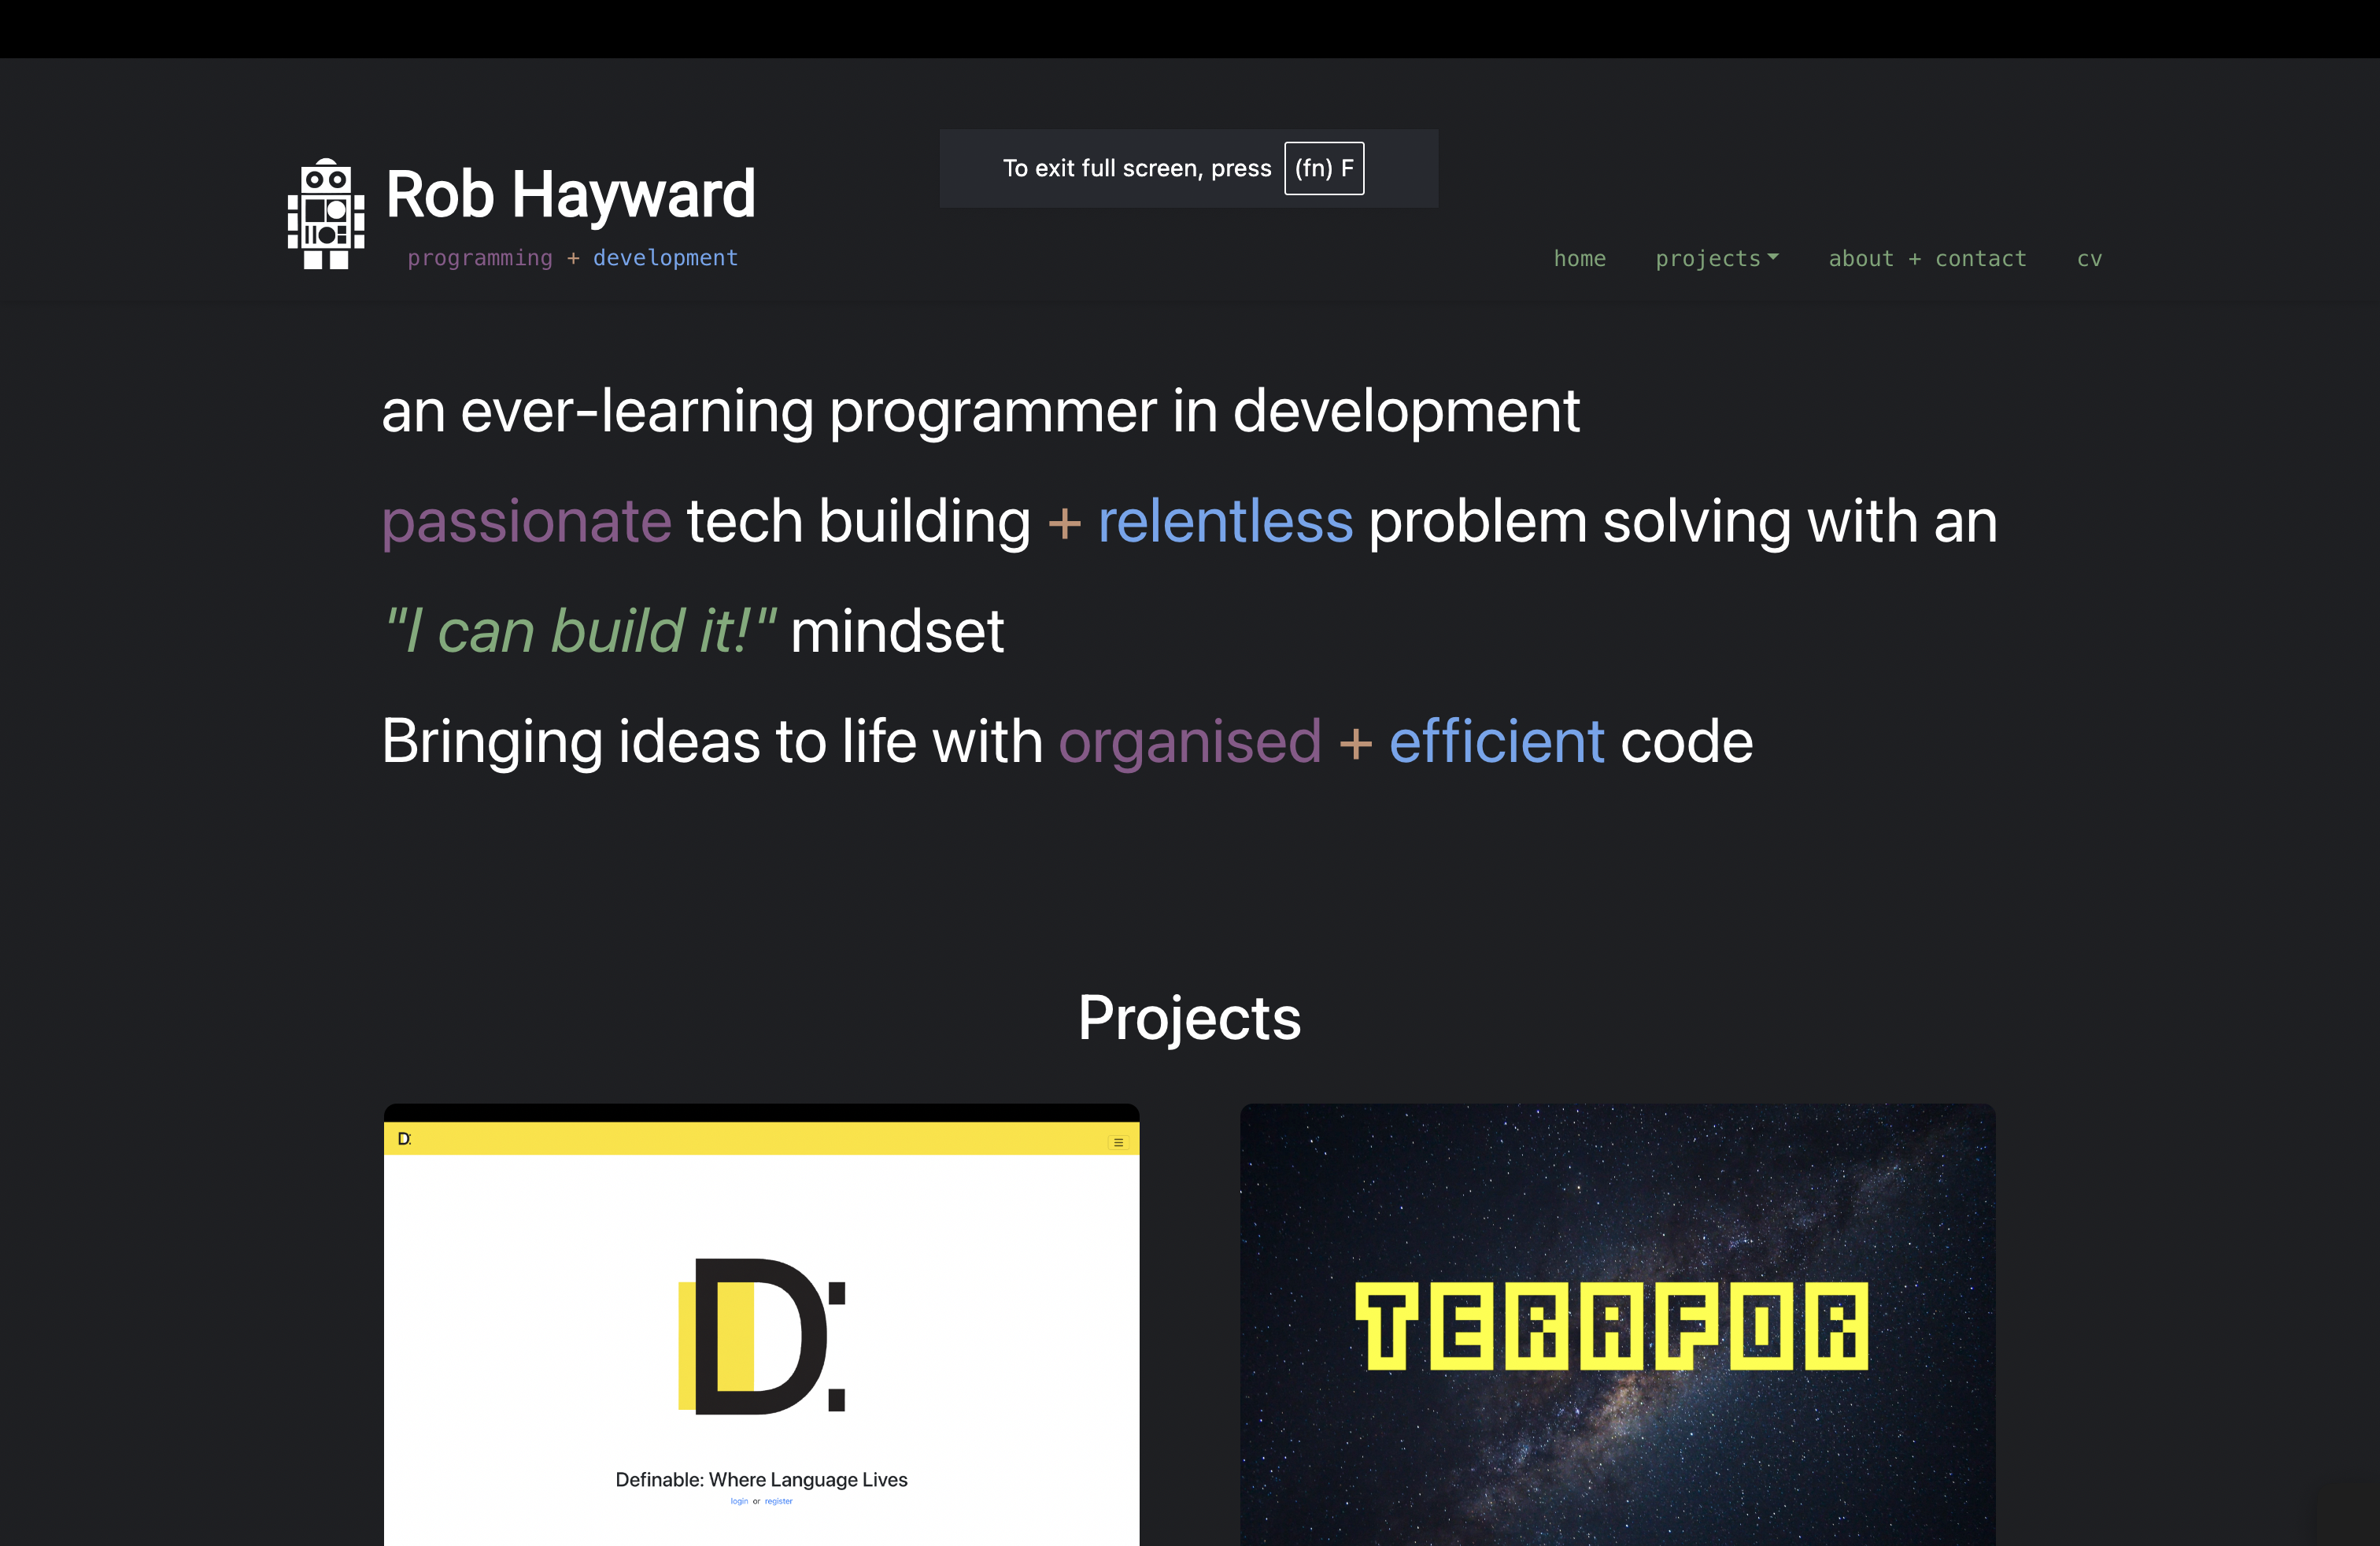 To exit full screen, press (fn) F
Rob Hayward
programming + development
home projects about + contact cv
an ever-learning programmer in development
passionate tech building + relentless problem solving with an
"I can build it!" mindset
Bringing ideas to life with organised + efficient code
Projects
D:
D:
Definable: Where Language Lives
login or register
TERAFOR